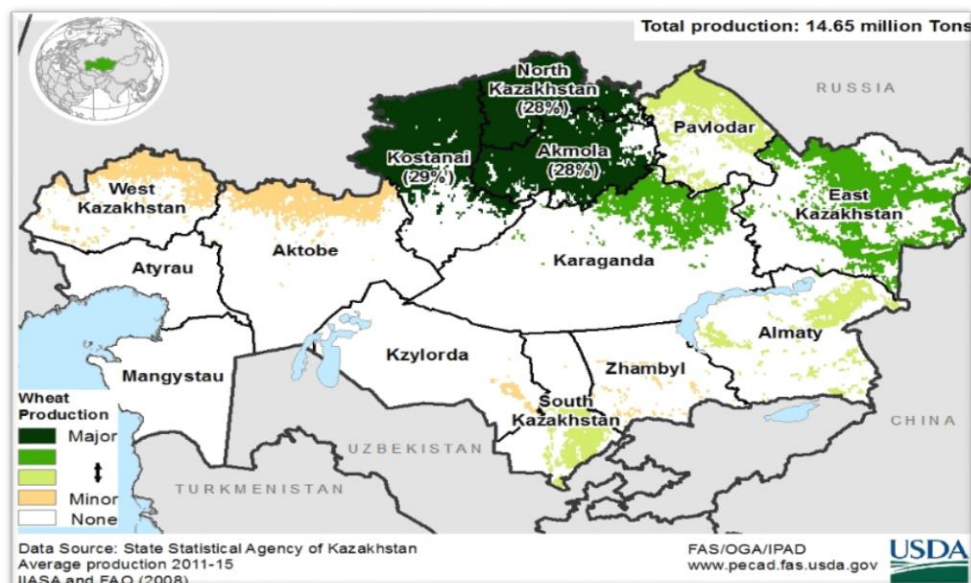 Total production: 14.65 million Tons
RUSSIA
North
Kazakhstan
(28%)
Pavlodar
Kostanai
(29%)
Akmola
(28%)
West
Kazakhstan
East
Kazakhstan
Aktobe
Karaganda
Atyrau
Almaty
Kzylorda
Zhambyl
Mangystau
South
Kazakhstan
CHINA
UZBEKISTAN
TURKMENISTAN
Wheat
Production
Major
Minor
None
Data Source: State Statistical Agency of Kazakhstan
Average production 2011-15
IIASA and FAO (2008)
FAS/OGA/IPAD
www.pecad.fas.usda.gov
USDA